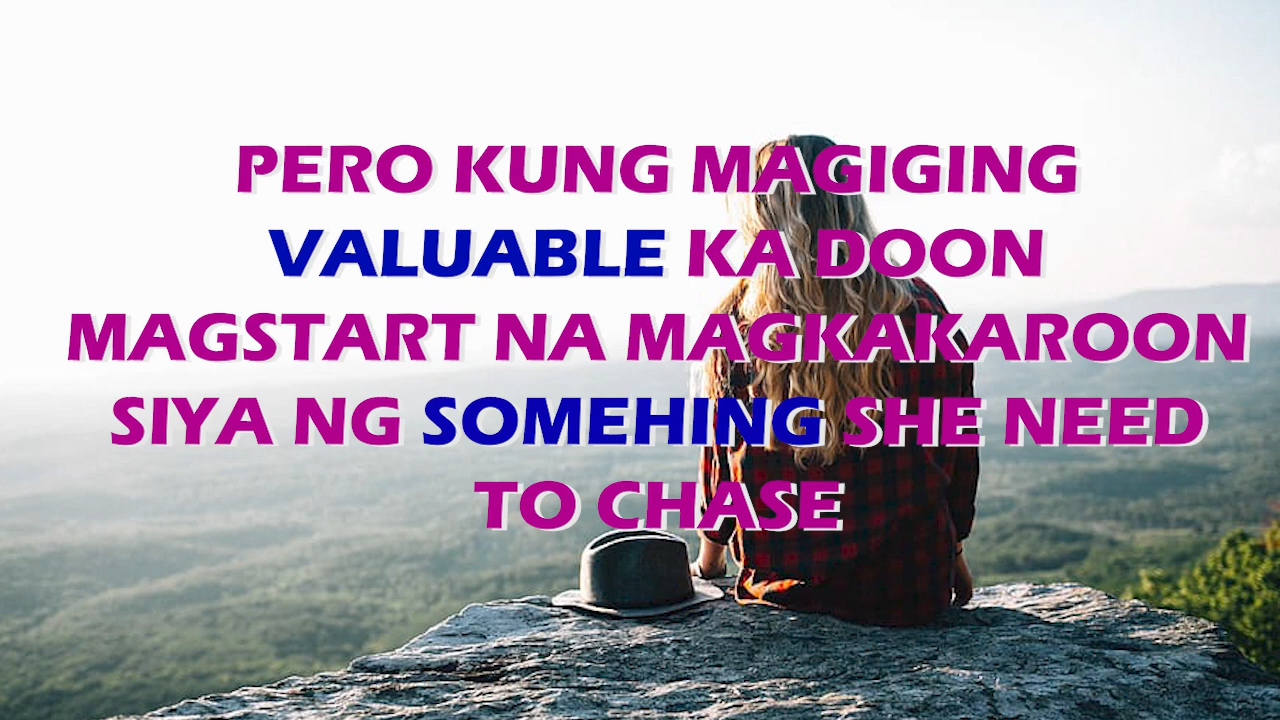 PERO KUNG MAGIGING
VALUABLE KA DOON
MAGSTART NA MAGKAKAROON
SIYA NG SOMEHING SHE NEED
TO CHASE